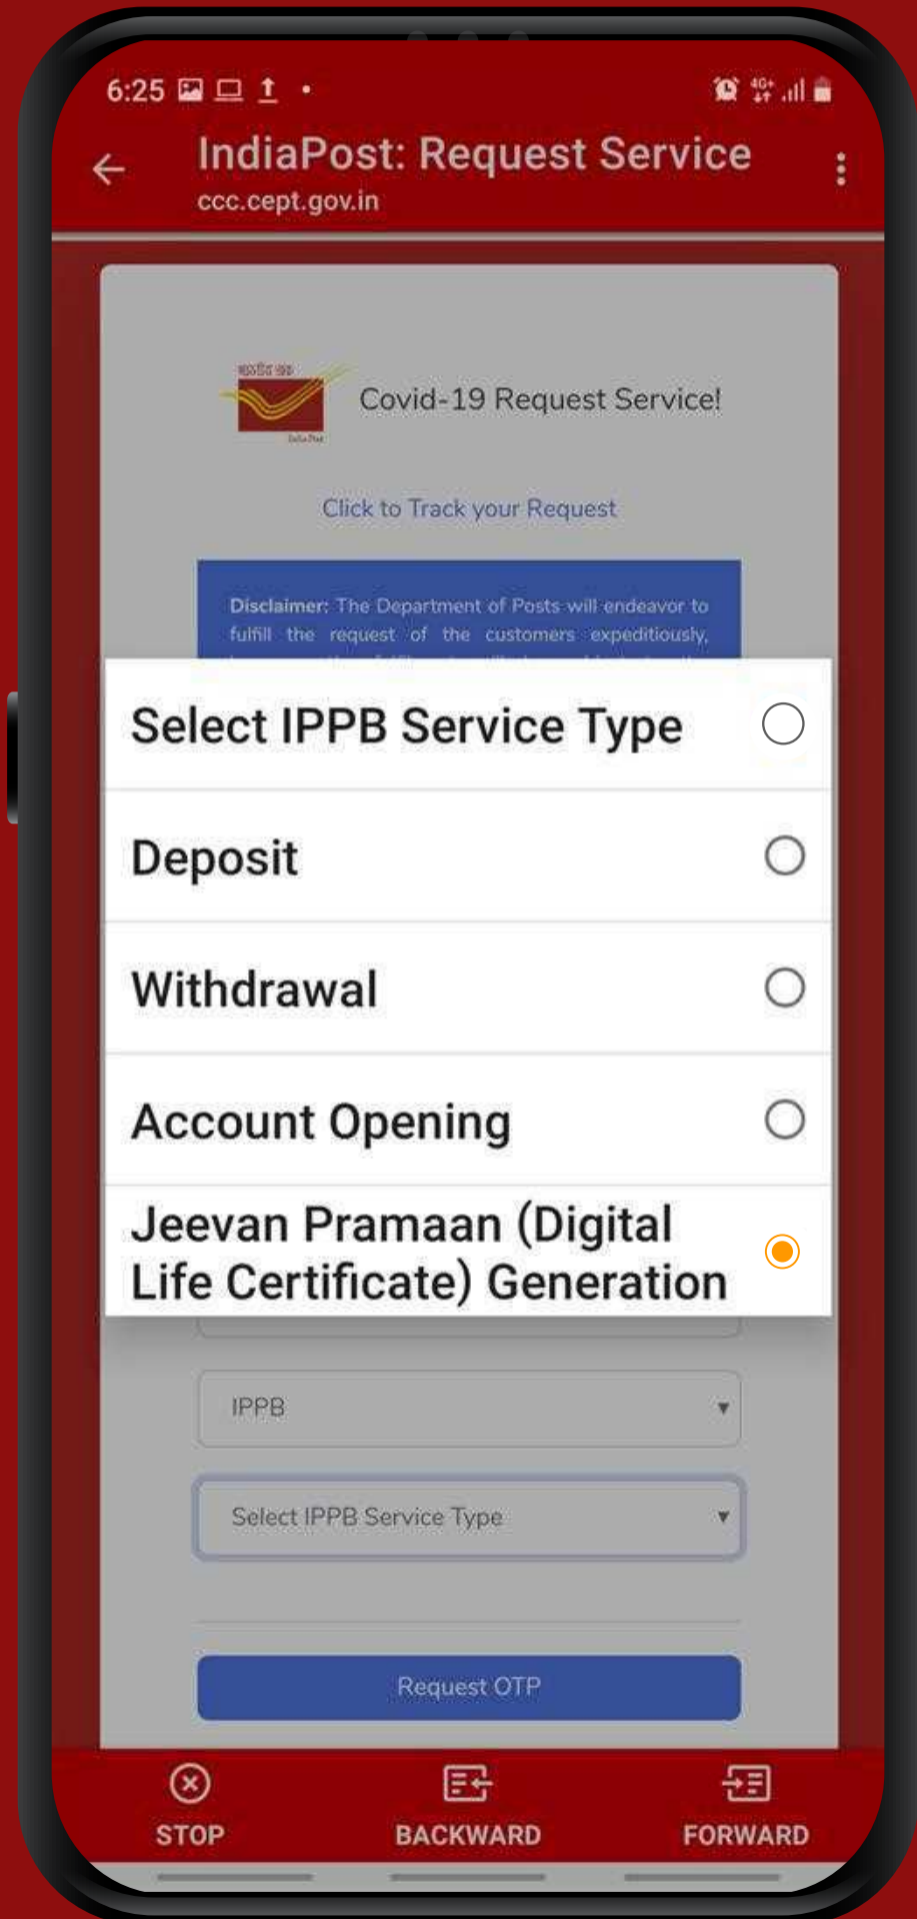 6:25
4G+
IndiaPost: Request Service
ccc.cept.gov.in
India Post
Covid-19 Request Service!
Click to Track your Request
Disclaimer: The Department of Posts will endeavor to
fulfill the request of the customers expeditiously,
Select IPPB Service Type
Deposit
Withdrawal
Account Opening
Jeevan Pramaan (Digital
Life Certificate) Generation
IPPB
Select IPPB Service Type
Request OTP
STOP
BACKWARD
FORWARD